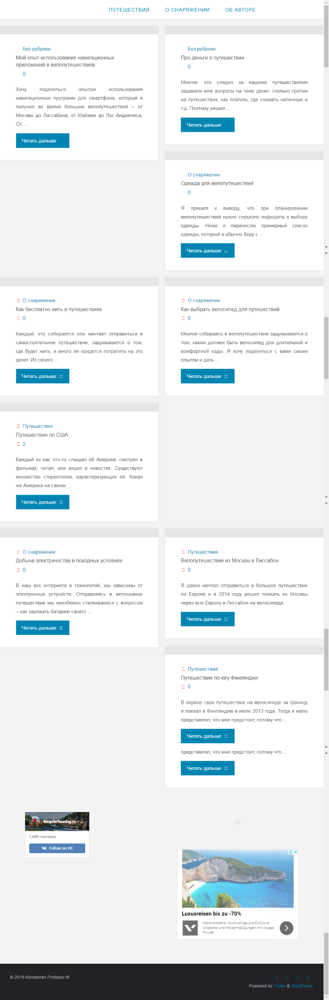 ПУТЕШЕСТВИЯ
О СНАРЯЖЕНИИ
ОБ АВТОРЕ
Без рубрики
Мой опыт использования навигационных
приложений в велопутешествиях
0
Хочу поделиться опытом использования
навигационных программ для смартфона, который я
получил во время больших велопутешествий – от
Москвы до Лиссабона, от Майами до Лос-Анджелеса,
От ...
Читать дальше
Без рубрики
Про деньги в путешествии
0
Многие, кто следил за нашими путешествиями
задавали мне вопросы на тему денег: сколько тратим
на путешествия, как платить, где снимать наличные и
т.д. Поэтому решил ...
Читать дальше
О снаряжении
Одежда для велопутешествий
0
Я пришел к выводу, что при планировании
велопутешествий нужно серьезно подходить к выбору
одежды. Ниже я перечислю примерный список
одежды, который я обычно беру с ...
Читать дальше
О снаряжении
Как бесплатно жить в путешествиях
0
Каждый, кто собирается или мечтает отправиться в
самостоятельное путешествие, задумывается о том,
где будет жить, и много ли придется потратить на это
денег. Из своего ...
Читать дальше
О снаряжении
Как выбрать велосипед для путешествий
0
Многие собираясь в велопутешествие задумываются о
том, каким должен быть велосипед для длительной и
комфортной езды. Я хочу поделиться с вами своим
опытом и дать ...
Читать дальше
Путешествия
Путешествие по США
2
Каждый из нас что-то слышал об Америке, смотрел в
фильмах, читал, или видел в новостях. Существуют
множество стереотипов, характеризующих её. Какая
же Америка на самом ...
Читать дальше
О снаряжении
Добыча электричества в походных условиях
0
В наш век интернета и технологий, мы зависимы от
электронных устройств. Отправляясь в автономное
путешествие мы неизбежно сталкиваемся с вопросом
– как заряжать батарею своего ...
Читать дальше
Путешествия
Велопутешествие из Москвы в Лиссабон
0
Я давно мечтал отправиться в большое путешествие
по Европе и в 2014 году решил поехать из Москвы
через всю Европу в Лиссабон на велосипеде.
Читать дальше
Путешествия
Путешествие по югу Финляндии
0
В первое свое путешествие на велосипеде за границу
я поехал в Финляндию в июле 2013 года. Тогда я мало
представлял, что мне предстоит, потому что ...
Читать дальше
представлял, что мне предстоит, потому что ...
Читать дальше
BicycleTouring.ru - ...
1,608 members
Follow on VK
Luxusreisen bis zu -70%
Handverlesene, Hochwertige und Exklusive
Angebote und Preisermäßigungen mit Voyage
Privé®
© 2019 Konstantin Protasov ®
Powered by Fluida & WordPress.